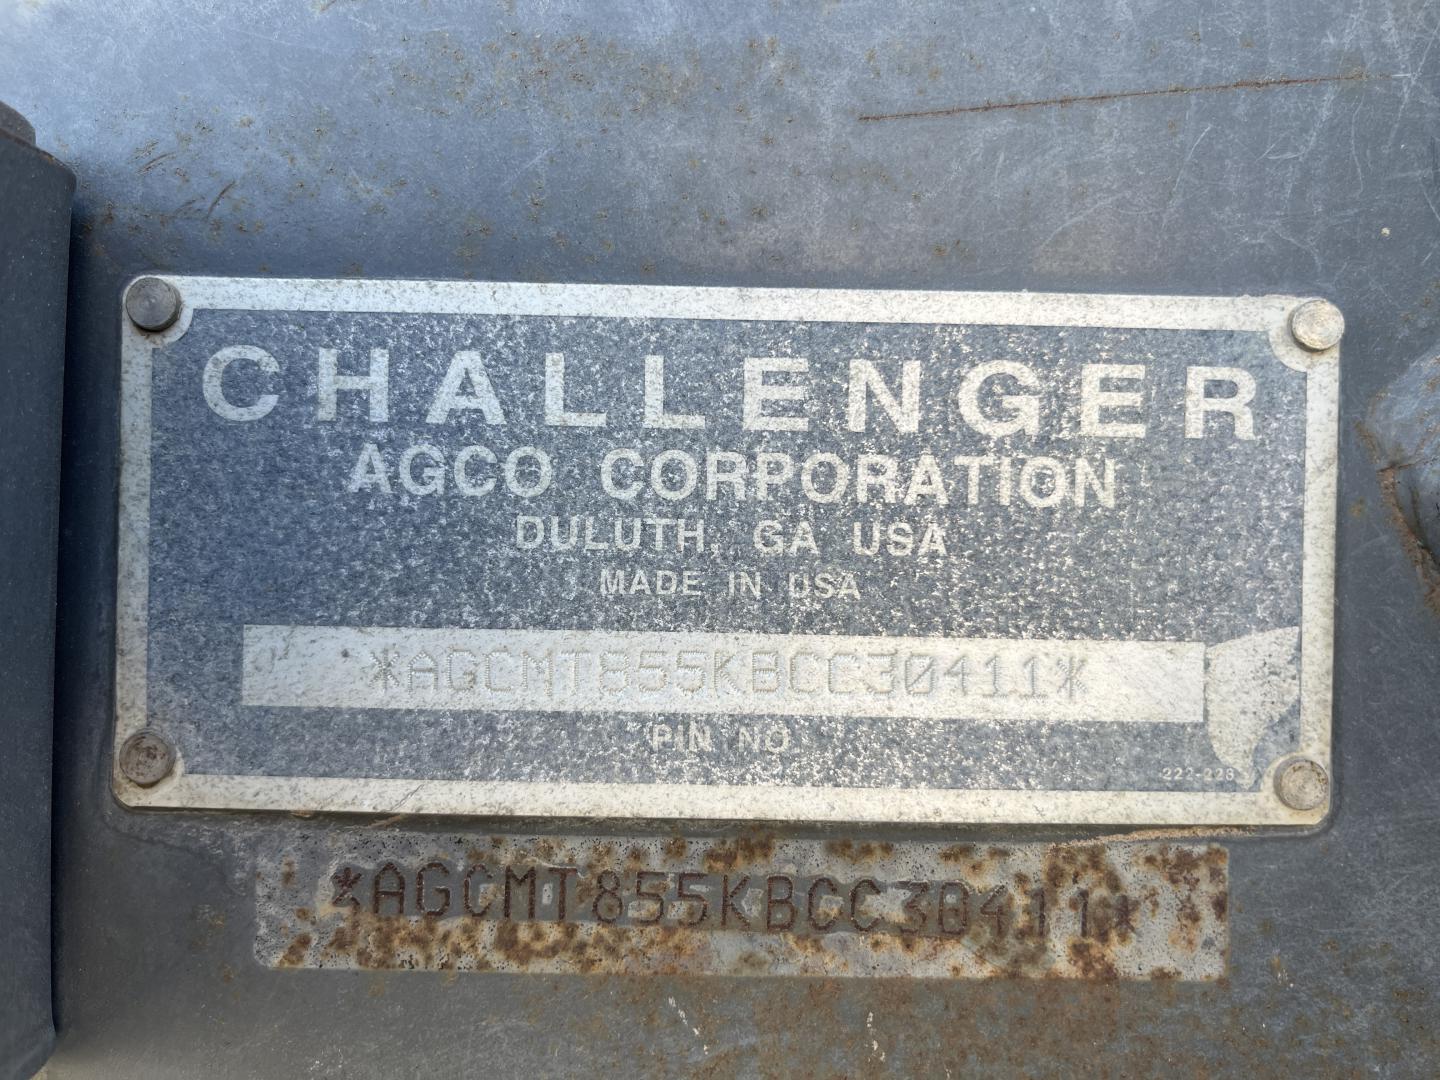 CHALLENGER
AGCO CORPORATION
DULUTH, GA USA
MADE IN USA
*AGCMT855KBCC30411*
PIN NO.
222-228
*AGCMT855KBCC30411*